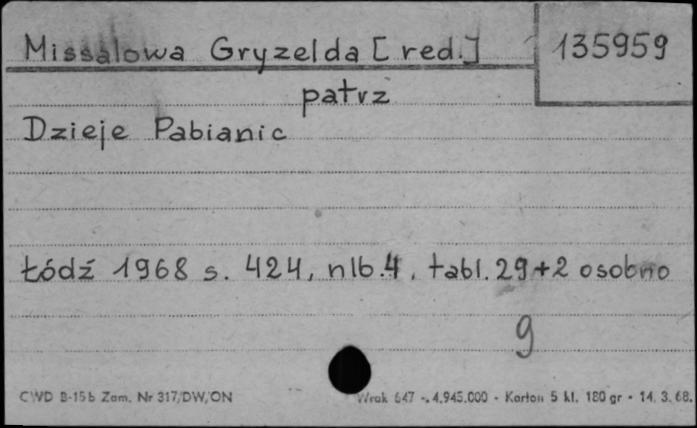 Missalowa Gryzelda [red.] 135959
patrz
Dzieje Pabianic
Łódź 1968 s. 424, nlb. 4. tabl. 29+2 osobno
9
CWD B-15b Zam. Nr 317/DW/ON Wrak 647 -. 4.945.000 - Karton 5 kl. 180 gr - 14. 3. 68.